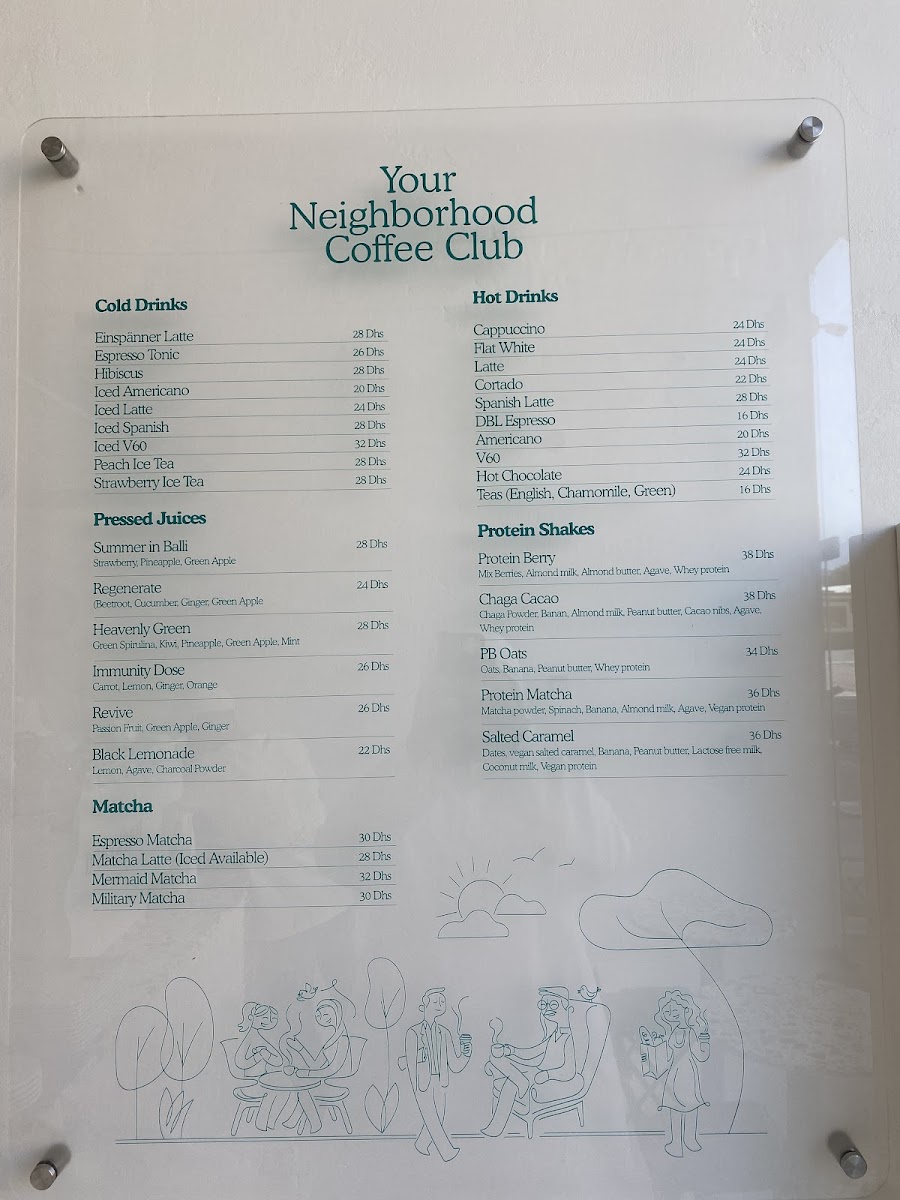 Your
Neighborhood
Coffee Club
Cold Drinks
Einspänner Latte 28 Dhs
Espresso Tonic 26 Dhs
Hibiscus 28 Dhs
Iced Americano 20 Dhs
Iced Latte 24 Dhs
Iced Spanish 28 Dhs
Iced V60 32 Dhs
Peach Ice Tea 28 Dhs
Strawberry Ice Tea 28 Dhs
Pressed Juices
Summer in Balli 28 Dhs
Strawberry, Pineapple, Green Apple
Regenerate 24 Dhs
(Beetroot, Cucumber, Ginger, Green Apple
Heavenly Green 28 Dhs
Green Spirulina, Kiwi, Pineapple, Green Apple, Mint
Immunity Dose 26 Dhs
Carrot, Lemon, Ginger, Orange
Revive 26 Dhs
Passion Fruit, Green Apple, Ginger
Black Lemonade 22 Dhs
Lemon, Agave, Charcoal Powder
Matcha
Espresso Matcha 30 Dhs
Matcha Latte (Iced Available) 28 Dhs
Mermaid Matcha 32 Dhs
Military Matcha 30 Dhs
Hot Drinks
Cappuccino 24 Dhs
Flat White 24 Dhs
Latte 24 Dhs
Cortado 22 Dhs
Spanish Latte 28 Dhs
DBL Espresso 16 Dhs
Americano 20 Dhs
V60 32 Dhs
Hot Chocolate 24 Dhs
Teas (English, Chamomile, Green) 16 Dhs
Protein Shakes
Protein Berry 38 Dhs
Mix Berries, Almond milk, Almond butter, Agave, Whey protein
Chaga Cacao 38 Dhs
Chaga Powder, Banan, Almond milk, Peanut butter, Cacao nibs, Agave,
Whey protein
PB Oats 34 Dhs
Oats, Banana, Peanut butter, Whey protein
Protein Matcha 36 Dhs
Matcha powder, Spinach, Banana, Almond milk, Agave, Vegan protein
Salted Caramel 36 Dhs
Dates, vegan salted caramel, Banana, Peanut butter, Lactose free milk,
Coconut milk, Vegan protein